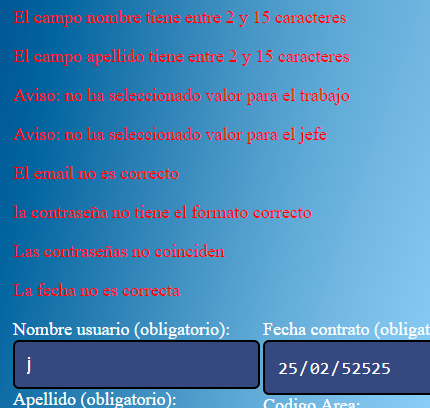 El campo nombre tiene entre 2 y 15 caracteres
El campo apellido tiene entre 2 y 15 caracteres
Aviso: no ha seleccionado valor para el trabajo
Aviso: no ha seleccionado valor para el jefe
El email no es correcto
la contraseña no tiene el formato correcto
Las contraseñas no coinciden
La fecha no es correcta
Nombre usuario (obligatorio): Fecha contrato (obligat
j 25/02/52525
Apellido (obligatorio): Codigo Area: